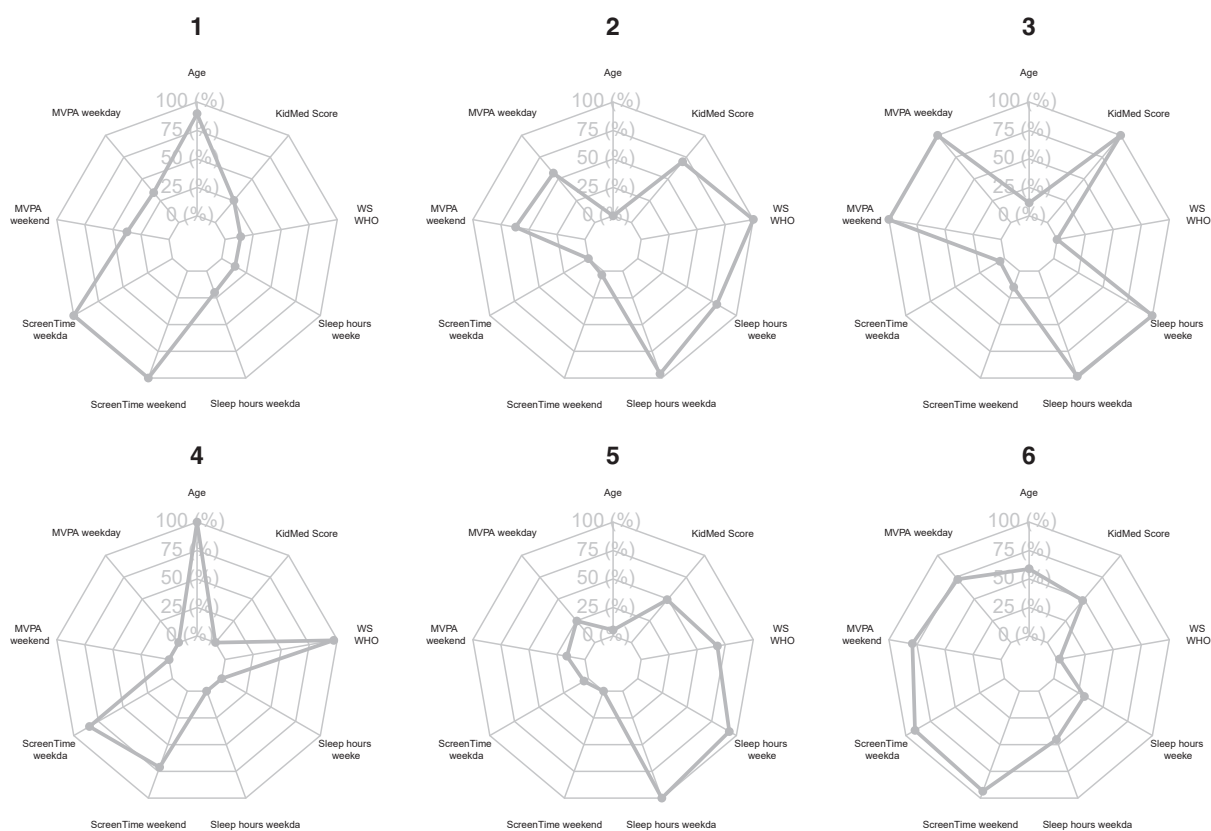 1
Age
MVPA weekday
KidMed Score
100 (%)
75 (%)
50 (%)
25 (%)
0 (%)
MVPA
weekend
WS
WHO
ScreenTime
weekda
Sleep hours
weeke
ScreenTime weekend
Sleep hours weekda
2
Age
MVPA weekday
KidMed Score
100 (%)
75 (%)
50 (%)
25 (%)
0 (%)
MVPA
weekend
WS
WHO
ScreenTime
weekda
Sleep hours
weeke
ScreenTime weekend
Sleep hours weekda
3
Age
MVPA weekday
KidMed Score
100 (%)
75 (%)
50 (%)
25 (%)
0 (%)
MVPA
weekend
WS
WHO
ScreenTime
weekda
Sleep hours
weeke
ScreenTime weekend
Sleep hours weekda
4
Age
MVPA weekday
KidMed Score
100 (%)
75 (%)
50 (%)
25 (%)
0 (%)
MVPA
weekend
WS
WHO
ScreenTime
weekda
Sleep hours
weeke
ScreenTime weekend
Sleep hours weekda
5
Age
MVPA weekday
KidMed Score
100 (%)
75 (%)
50 (%)
25 (%)
0 (%)
MVPA
weekend
WS
WHO
ScreenTime
weekda
Sleep hours
weeke
ScreenTime weekend
Sleep hours weekda
6
Age
MVPA weekday
KidMed Score
100 (%)
75 (%)
50 (%)
25 (%)
0 (%)
MVPA
weekend
WS
WHO
ScreenTime
weekda
Sleep hours
weeke
ScreenTime weekend
Sleep hours weekda